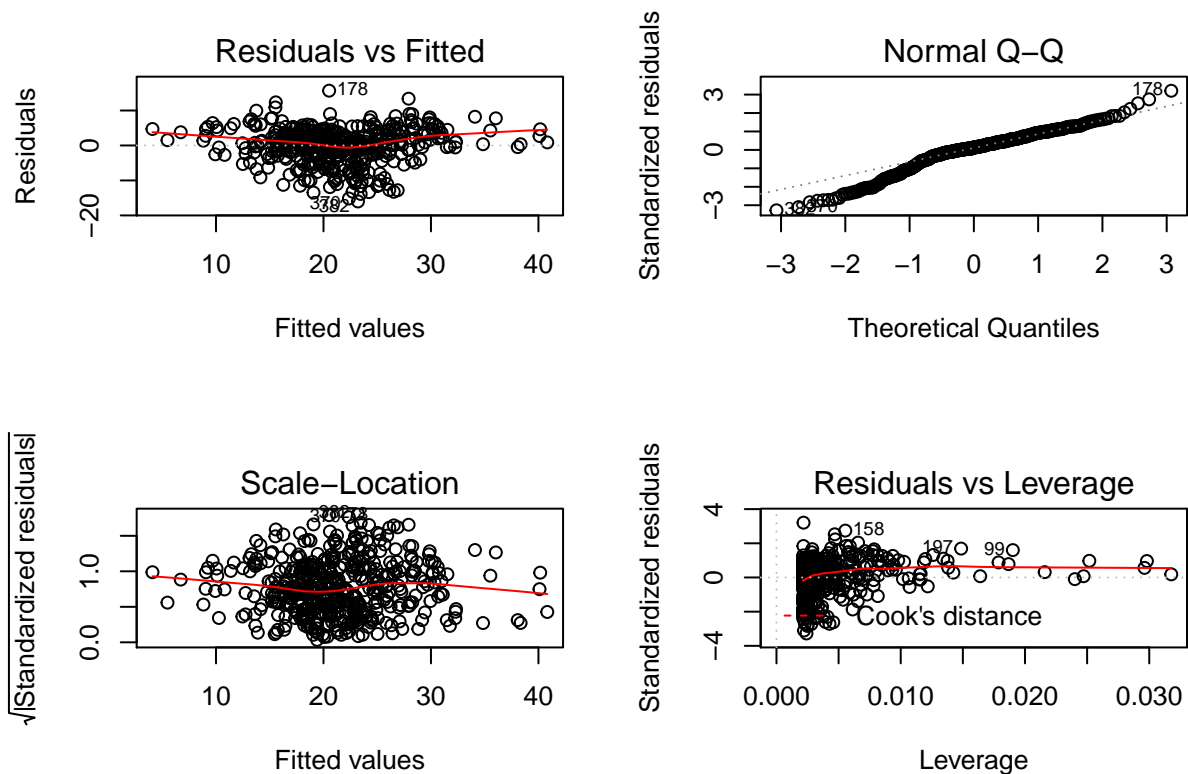 Residuals vs Fitted
Residuals
0
−20
178
10 20 30 40
Fitted values
Normal Q−Q
Standardized residuals
3
0
−3
178
−3 −2 −1 0 1 2 3
Theoretical Quantiles
Scale−Location
√|Standardized residuals|
1.0
0.0
10 20 30 40
Fitted values
Residuals vs Leverage
Standardized residuals
4
0
−4
158
197
99
Cook's distance
0.000 0.010 0.020 0.030
Leverage